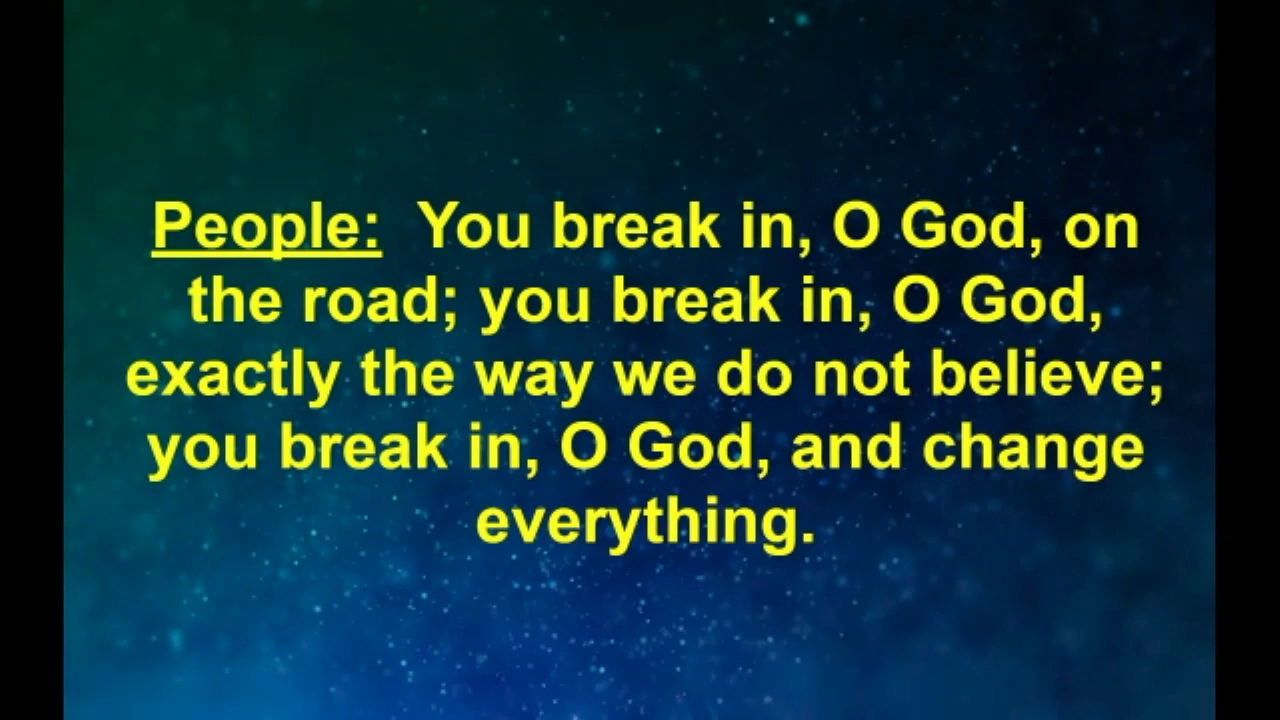 People: You break in, O God, on
the road; you break in, O God,
exactly the way we do not believe;
you break in, O God, and change
everything.